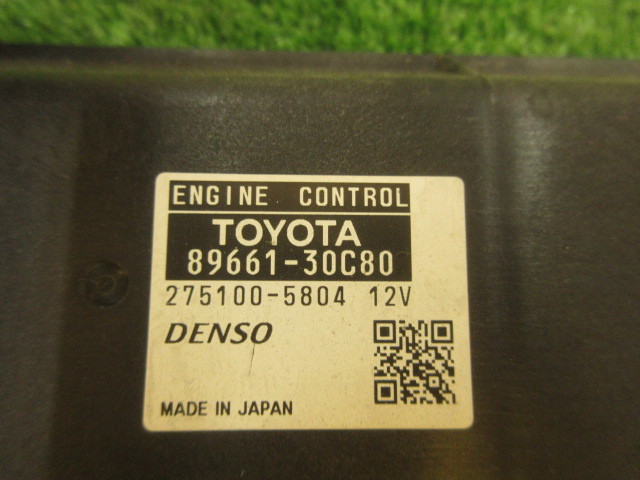 ENGINE CONTROL
TOYOTA
89661-30C80
275100-5804 12V
DENSO
MADE IN JAPAN